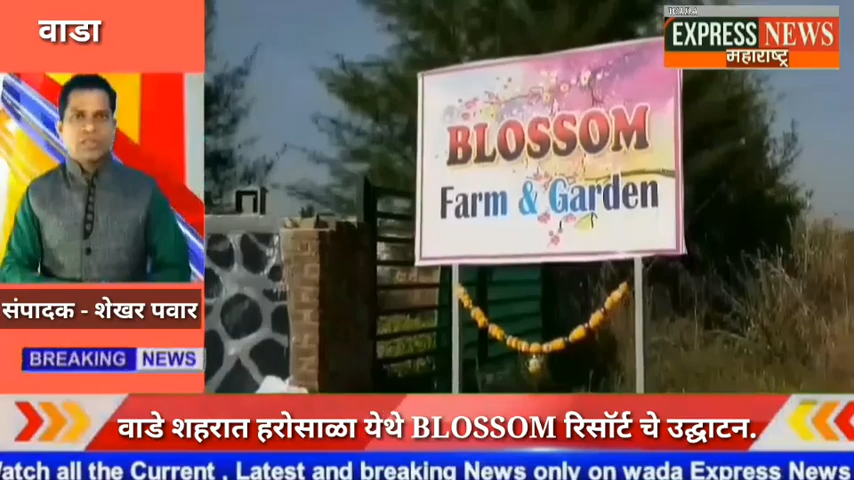 वाडा
WADA
EXPRESS NEWS
महाराष्ट्र
BLOSSOM
Farm & Garden
संपादक - शेखर पवार
BREAKING NEWS
वाडे शहरात हरोसाळा येथे BLOSSOM रिसॉर्ट चे उद्घाटन.
Watch all the Current , Latest and breaking News only on wada Express News